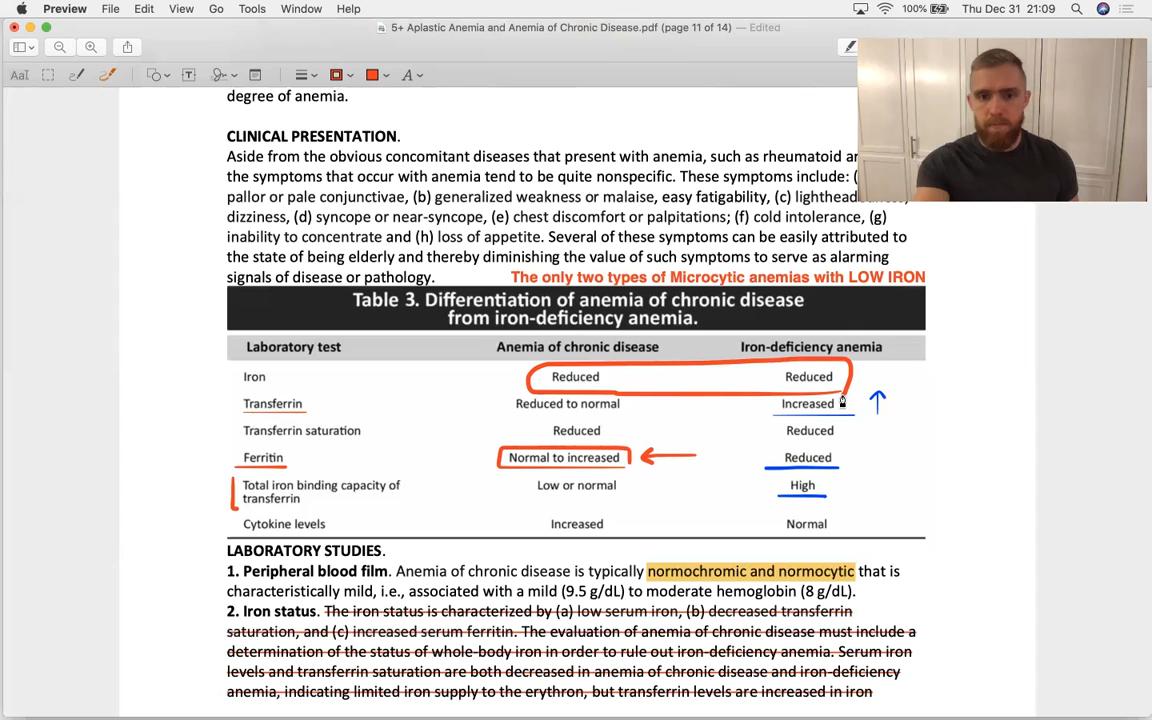 Preview File Edit View Go Tools Window Help 100% Thu Dec 31 21:09
5+ Aplastic Anemia and Anemia of Chronic Disease.pdf (page 11 of 14) — Edited
degree of anemia.
CLINICAL PRESENTATION.
Aside from the obvious concomitant diseases that present with anemia, such as rheumatoid
the symptoms that occur with anemia tend to be quite nonspecific. These symptoms include:
pallor or pale conjunctivae, (b) generalized weakness or malaise, easy fatigability, (c)
dizziness, (d) syncope or near-syncope, (e) chest discomfort or palpitations; (f) cold intolerance, (g)
inability to concentrate and (h) loss of appetite. Several of these symptoms can be easily attributed to
the state of being elderly and thereby diminishing the value of such symptoms to serve as alarming
signals of disease or pathology. The only two types of Microcytic anemias with LOW IRON
Table 3. Differentiation of anemia of chronic disease
from iron-deficiency anemia.
Laboratory test Anemia of chronic disease Iron-deficiency anemia
Iron Reduced Reduced
Transferrin Reduced to normal Increased
Transferrin saturation Reduced Reduced
Ferritin Normal to increased Reduced
Total iron binding capacity of
transferrin Low or normal High
Cytokine levels Increased Normal
LABORATORY STUDIES.
1. Peripheral blood film. Anemia of chronic disease is typically normochromic and normocytic that is
characteristically mild, i.e., associated with a mild (9.5 g/dL) to moderate hemoglobin (8 g/dL).
2. Iron status. The iron status is characterized by (a) low serum iron, (b) decreased transferrin
saturation, and (c) increased serum ferritin. The evaluation of anemia of chronic disease must include a
determination of the status of whole-body iron in order to rule out iron-deficiency anemia. Serum iron
levels and transferrin saturation are both decreased in anemia of chronic disease and iron-deficiency
anemia, indicating limited iron supply to the erythron, but transferrin levels are increased in iron